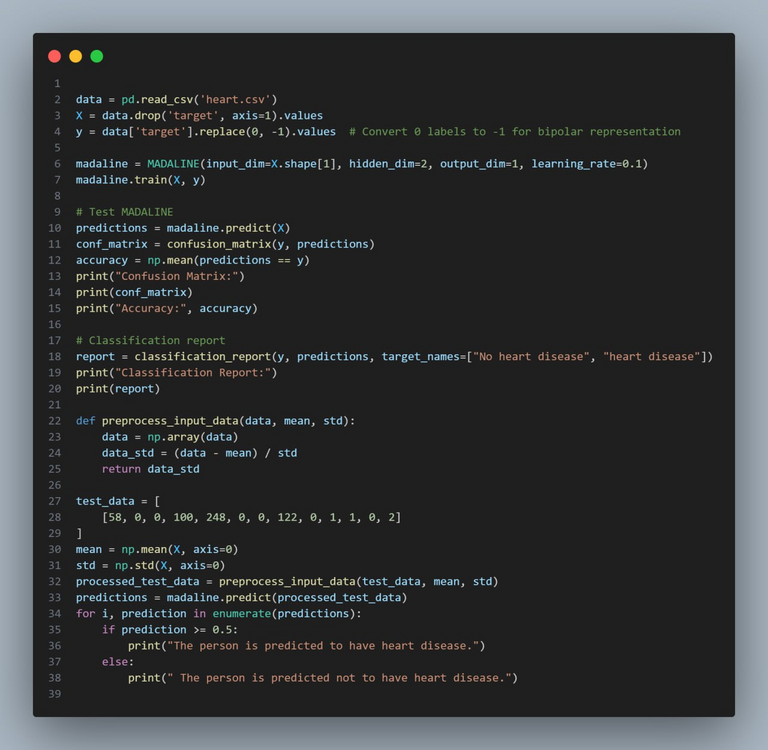 1
2 data = pd.read_csv('heart.csv')
3 X = data.drop('target', axis=1).values
4 y = data['target'].replace(0, -1).values  # Convert 0 labels to -1 for bipolar representation
5
6 madaline = MADALINE(input_dim=X.shape[1], hidden_dim=2, output_dim=1, learning_rate=0.1)
7 madaline.train(X, y)
8
9 # Test MADALINE
10 predictions = madaline.predict(X)
11 conf_matrix = confusion_matrix(y, predictions)
12 accuracy = np.mean(predictions == y)
13 print("Confusion Matrix:")
14 print(conf_matrix)
15 print("Accuracy:", accuracy)
16
17 # Classification report
18 report = classification_report(y, predictions, target_names=["No heart disease", "heart disease"])
19 print("Classification Report:")
20 print(report)
21
22 def preprocess_input_data(data, mean, std):
23     data = np.array(data)
24     data_std = (data - mean) / std
25     return data_std
26
27 test_data = [
28     [58, 0, 0, 100, 248, 0, 0, 122, 0, 1, 1, 0, 2]
29 ]
30 mean = np.mean(X, axis=0)
31 std = np.std(X, axis=0)
32 processed_test_data = preprocess_input_data(test_data, mean, std)
33 predictions = madaline.predict(processed_test_data)
34 for i, prediction in enumerate(predictions):
35     if prediction >= 0.5:
36         print("The person is predicted to have heart disease.")
37     else:
38         print(" The person is predicted not to have heart disease.")
39